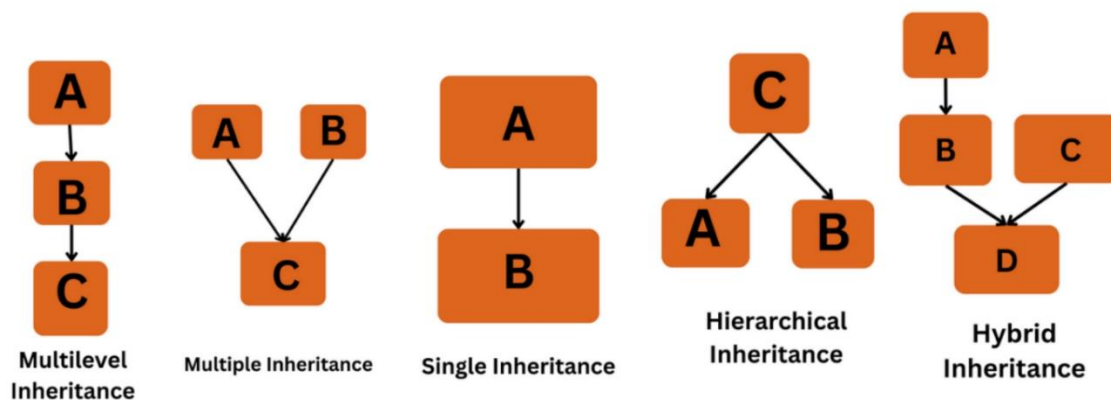 A
B
C
Multilevel
Inheritance
A
B
C
Multiple Inheritance
A
B
Single Inheritance
C
A
B
Hierarchical
Inheritance
A
B
C
D
Hybrid
Inheritance